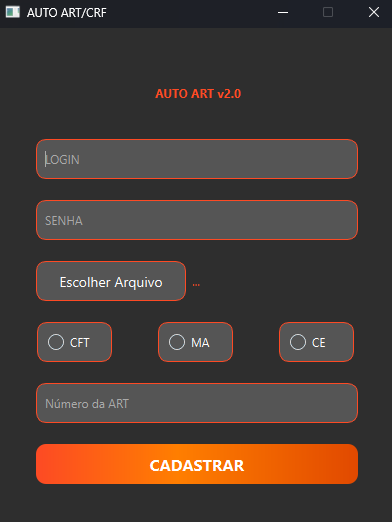 AUTO ART/CRF
AUTO ART v2.0
LOGIN
SENHA
Escolher Arquivo ...
CFT MA CE
Número da ART
CADASTRAR